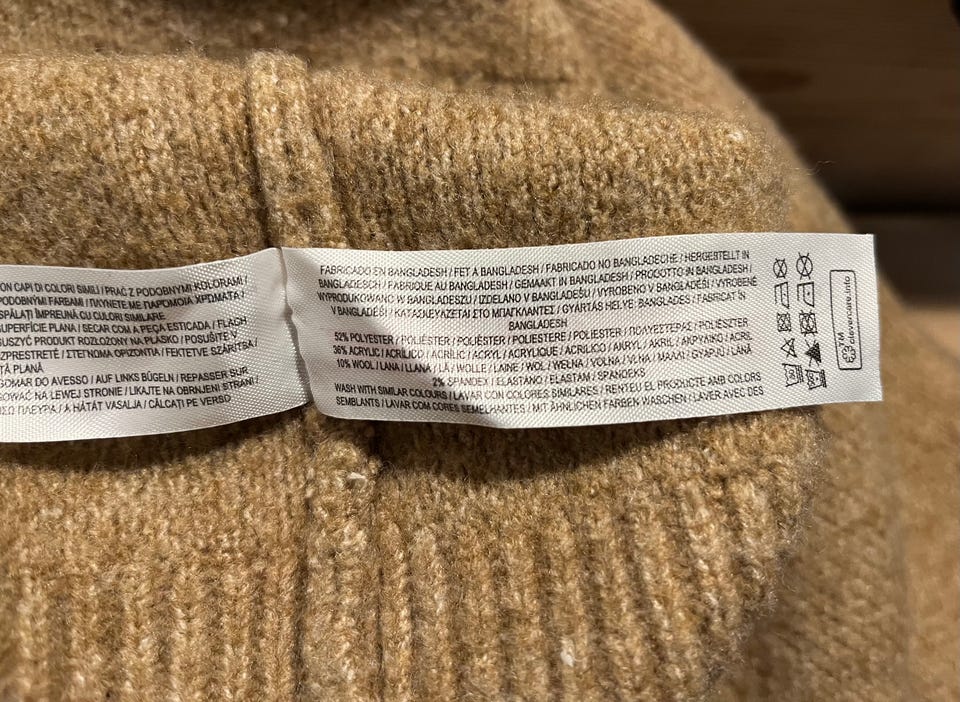 ON CAPI DI COLORI SIMILI / PRAĆ Z PODOBNYMI KOLORAMI /
PODOBNÝMI FARBAMI / ΠΛΥΝΕΤΕ ΜΕ ΠΑΡΟΜΟΙΑ ΧΡΩΜΑΤΑ /
SPĂLAȚI ÎMPREUNĂ CU CULORI SIMILARE.
SUPERFÍCIE PLANA / SECAR COM A PEÇA ESTICADA / FLACH
SUSZYĆ PRODUKT ROZŁOŻONY NA PŁASKO / POSUŠITE V
ZPRESTRETÉ / ΣΤΕΓΝΩΜΑ ΟΡΙΖΟΝΤΙΑ / FEKTETVE SZÁRÍTSA /
TĂ PLANĂ
GOMAR DO AVESSO / AUF LINKS BÜGELN / REPASSER SUR
LEWEJ STRONIE / LIKAJTE NA OBRNJENI STRANI /
ΠΛΕΥΡΑ / A HÁTÁT VASALJA / CĂLCAȚI PE VERSO
FABRICADO EN BANGLADESH / FET A BANGLADESH / FABRICADO NO BANGLADECHE / HERGESTELLT IN
BANGLADESCH / FABRIQUÉ AU BANGLADESH / GEMAAKT IN BANGLADESH / PRODOTTO IN BANGLADESH /
WYPRODUKOWANO W BANGLADESZU / IZDELANO V BANGLADEŠU / VYROBENO V BANGLADÉŠI / VYROBENÉ
V BANGLADÉŠI / ΚΑΤΑΣΚΕΥΑΖΕΤΑΙ ΣΤΟ ΜΠΑΓΚΛΑΝΤΕΣ / GYÁRTÁS HELYE: BANGLADES / FABRICAT ÎN
BANGLADESH
52% POLYESTER / POLIÉSTER / POLIÈSTER / POLIESTERE / POLIESTER / ΠΟΛΥΕΣΤΕΡΑΣ / POLIÉSZTER
36% ACRYLIC / ACRÍLICO / ACRÍLIC / ACRYL / ACRYLIQUE / ACRILICO / AKRYL / AKRIL / ΑΚΡΥΛΙΚΟ / ACRIL
10% WOOL / LANA / LLANA / LÃ / WOLLE / LAINE / WOL / WEŁNA / VOLNA / VLNA / ΜΑΛΛΙ / GYAPJÚ / LÂNĂ
2% SPANDEX / ELASTANO / ELASTAN / SPANDEKS
WASH WITH SIMILAR COLOURS / LAVAR CON COLORES SIMILARES / RENTEU EL PRODUCTE AMB COLORS
SEMBLANTS / LAVAR COM CORES SEMELHANTES / MIT ÄHNLICHEN FARBEN WASCHEN / LAVER AVEC DES
TM
clevercare.info